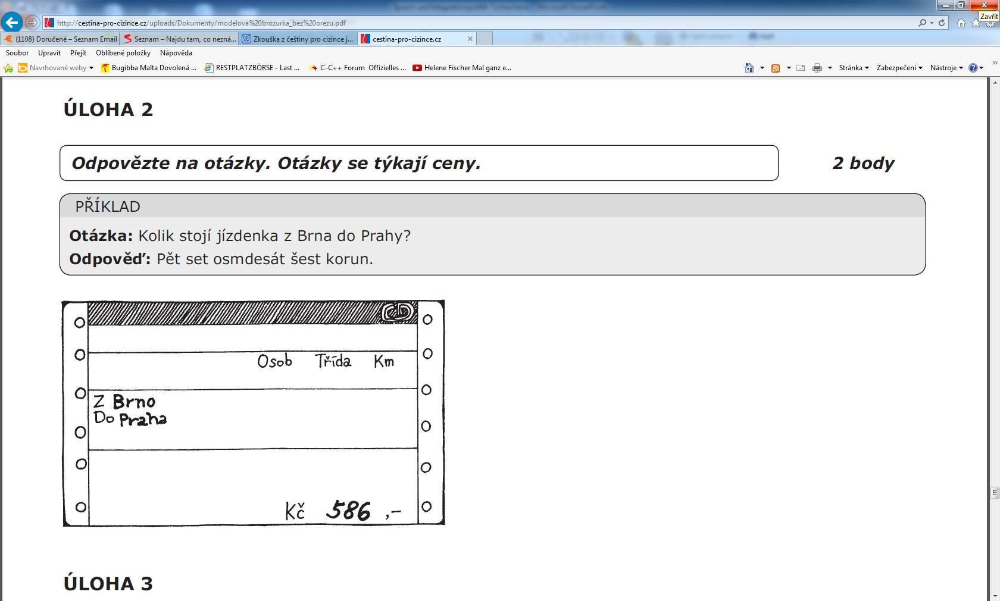 Zavřít
http://cestina-pro-cizince.cz/uploads/Dokumenty/modelova%20brozurka_bez%20orezu.pdf
(1108) Doručené – Seznam Email
Seznam – Najdu tam, co nezná...
Zkouška z češtiny pro cizince j...
cestina-pro-cizince.cz
Soubor Upravit Přejít Oblíbené položky Nápověda
Navrhované weby
Bugibba Malta Dovolená ...
RESTPLATZBÖRSE - Last ...
C-C++ Forum Offizielles ...
Helene Fischer Mal ganz e...
Stránka Zabezpečení Nástroje
ÚLOHA 2
Odpovězte na otázky. Otázky se týkají ceny. 2 body
PŘÍKLAD
Otázka: Kolik stojí jízdenka z Brna do Prahy?
Odpověď: Pět set osmdesát šest korun.
ČD
Osob Třída Km
Z Brno
Do Praha
Kč 586 ,-
ÚLOHA 3